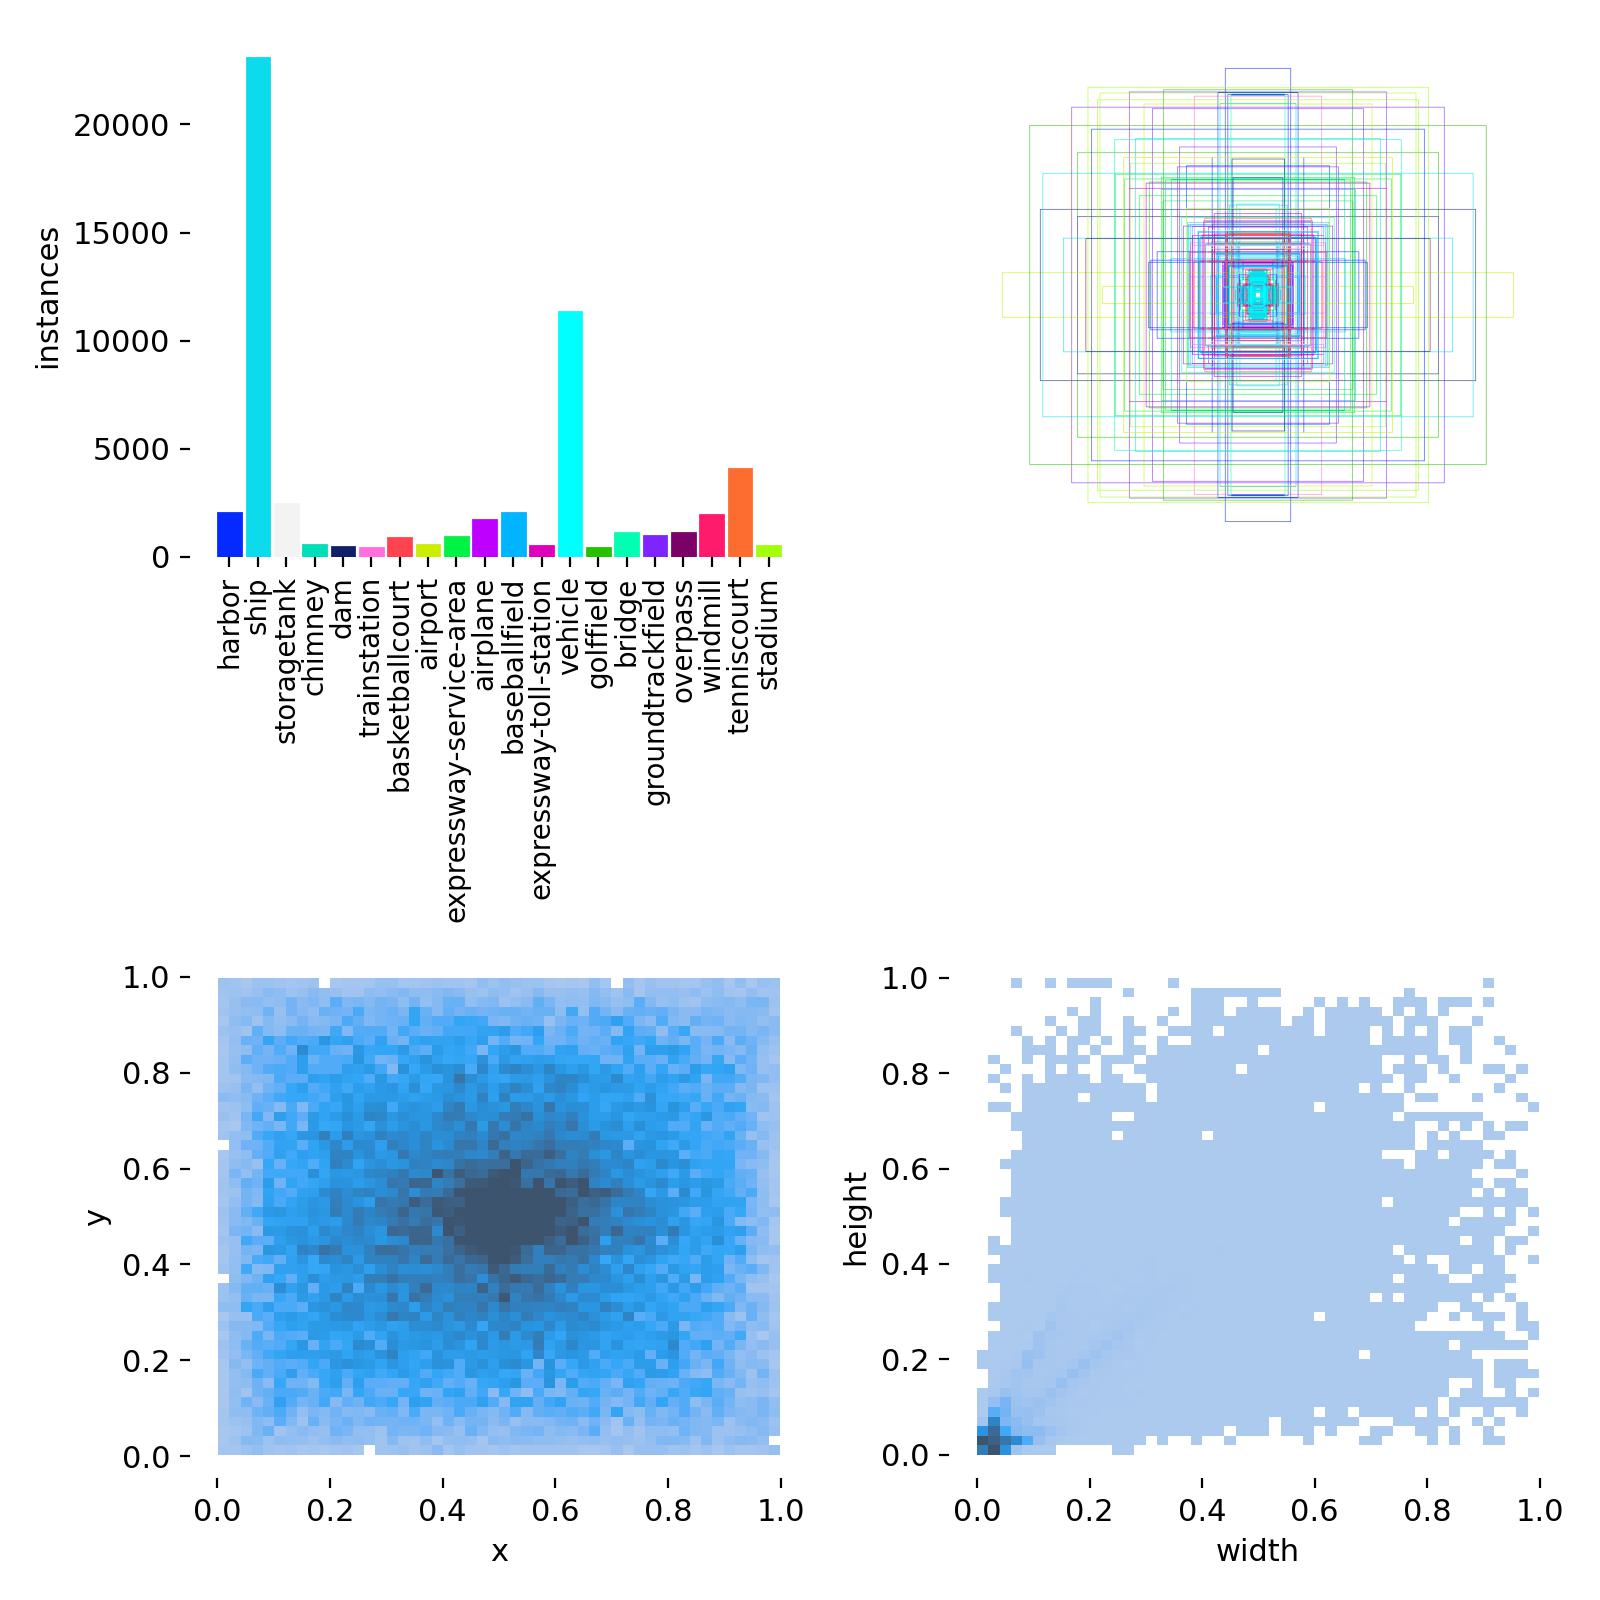 20000
15000
10000
5000
0
instances
harbor
ship
storagetank
chimney
dam
trainstation
basketballcourt
airport
expressway-service-area
airplane
baseballfield
expressway-toll-station
vehicle
golffield
bridge
groundtrackfield
overpass
windmill
tenniscourt
stadium
1.0
0.8
0.6
0.4
0.2
0.0
y
0.0 0.2 0.4 0.6 0.8 1.0
x
1.0
0.8
0.6
0.4
0.2
0.0
height
0.0 0.2 0.4 0.6 0.8 1.0
width